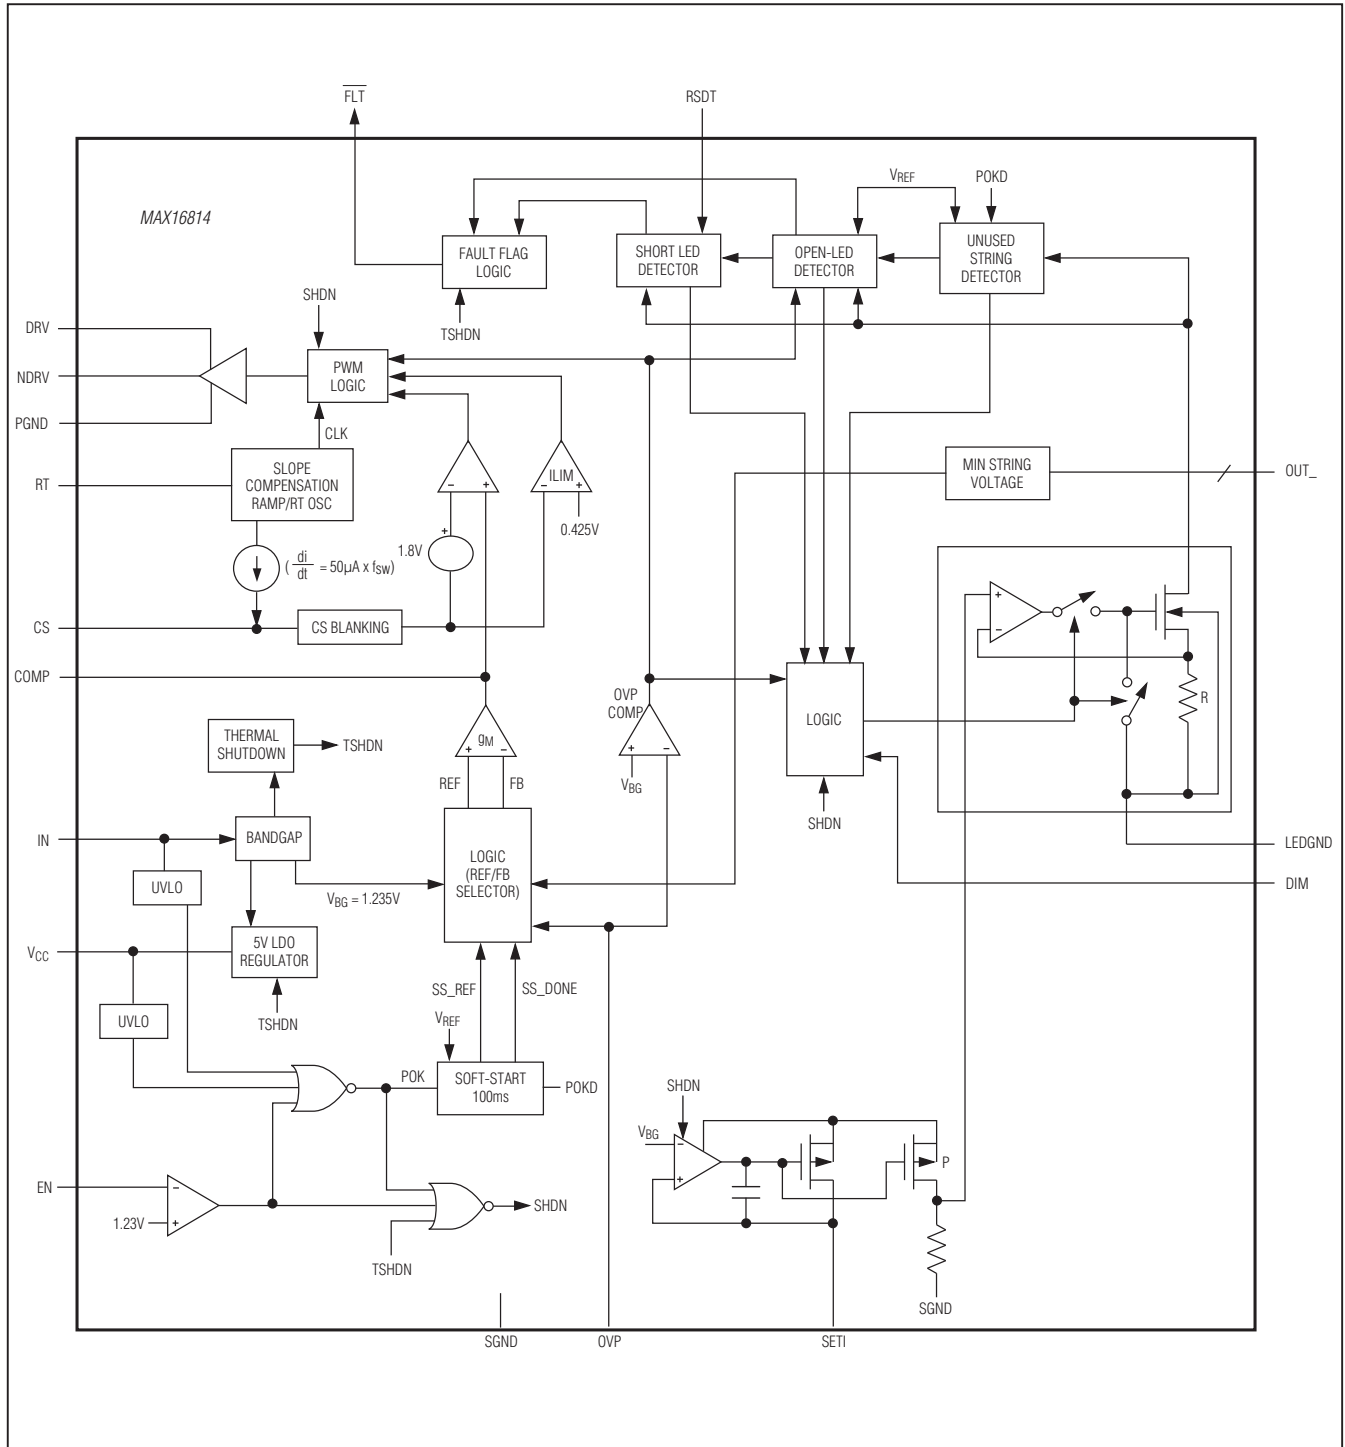 FLT
RSDT
MAX16814
VREF
POKD
FAULT FLAG
LOGIC
SHORT LED
DETECTOR
OPEN-LED
DETECTOR
UNUSED
STRING
DETECTOR
SHDN
TSHDN
DRV
NDRV
PGND
PWM
LOGIC
CLK
RT
SLOPE
COMPENSATION
RAMP/RT OSC
- +
ILIM
- +
0.425V
MIN STRING
VOLTAGE
OUT_
( di/dt = 50µA x fSW)
+
1.8V
CS
CS BLANKING
COMP
+
-
R
OVP
COMP
+ -
VBG
LOGIC
THERMAL
SHUTDOWN
TSHDN
gM
+ -
REF
FB
SHDN
IN
BANDGAP
LEDGND
UVLO
VBG = 1.235V
LOGIC
(REF/FB
SELECTOR)
DIM
VCC
5V LDO
REGULATOR
TSHDN
UVLO
SS_REF
SS_DONE
VREF
POK
SOFT-START
100ms
POKD
SHDN
VBG
-
+
P
EN
-
1.23V
+
SHDN
TSHDN
SGND
SGND
OVP
SETI